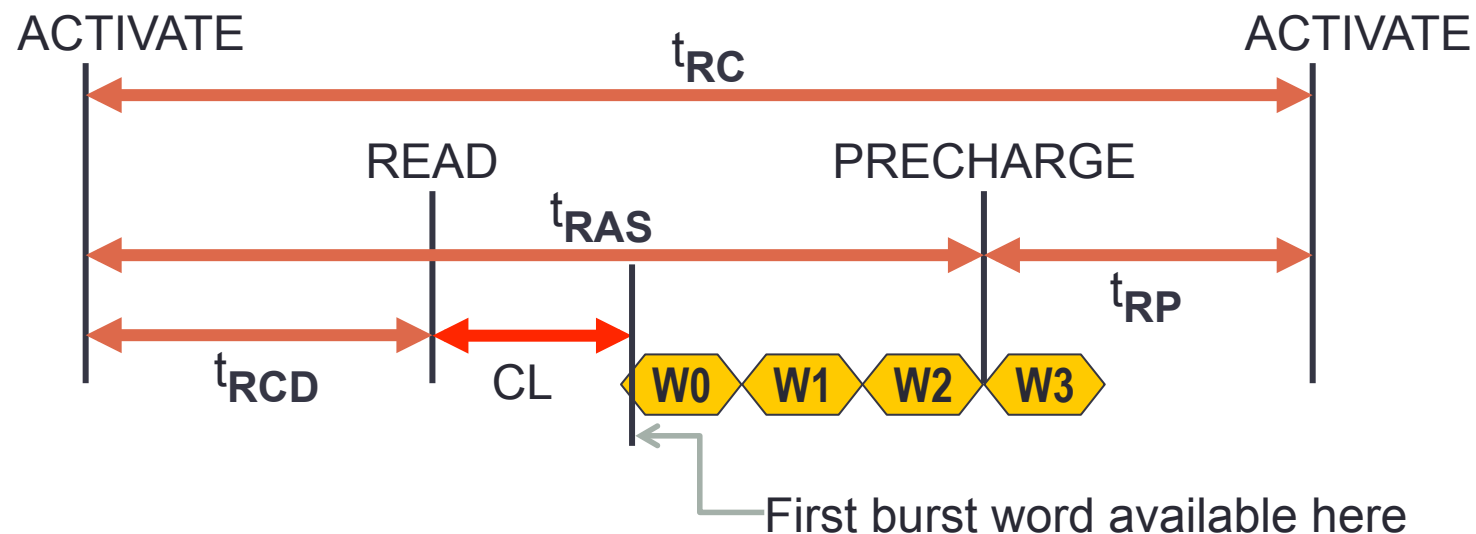 ACTIVATE ACTIVATE
tRC
READ PRECHARGE
tRAS
tRP
tRCD CL
W0 W1 W2 W3
First burst word available here